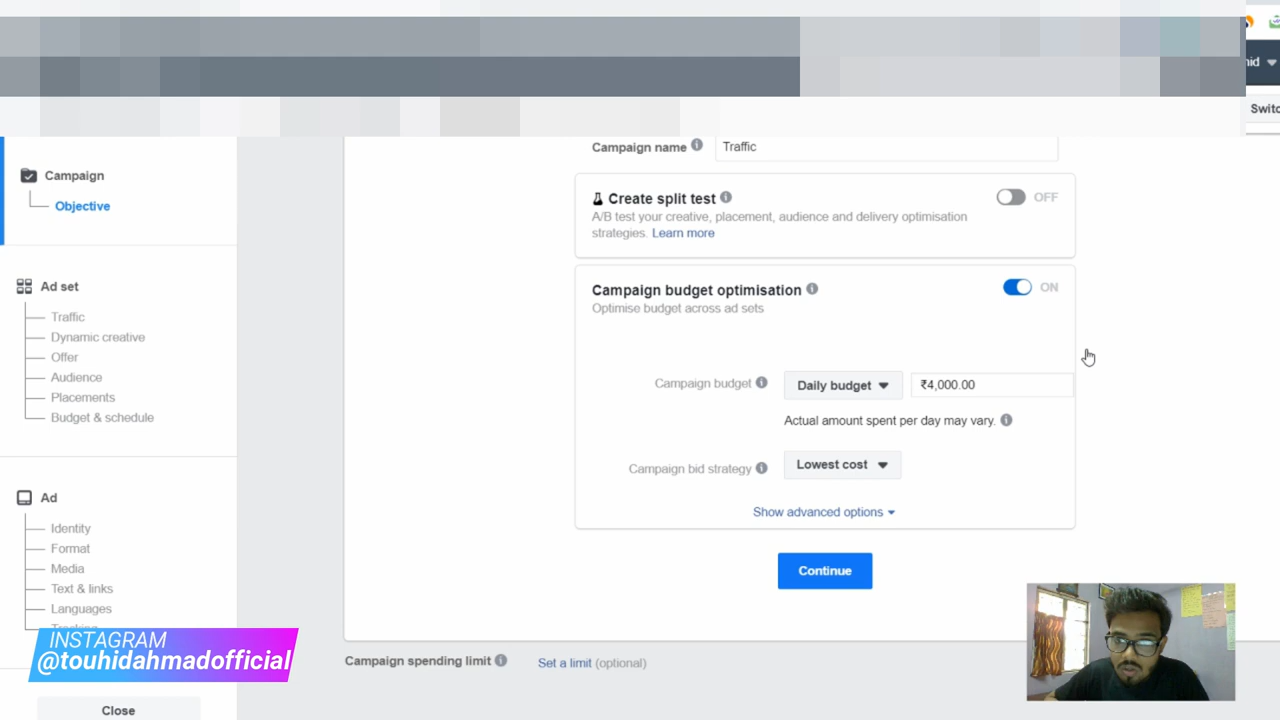 hid
Switc
Campaign name
Traffic
Campaign
Objective
Create split test
OFF
A/B test your creative, placement, audience and delivery optimisation
strategies. Learn more
Ad set
Traffic
Dynamic creative
Offer
Audience
Placements
Budget & schedule
Campaign budget optimisation
ON
Optimise budget across ad sets
Campaign budget
Daily budget
₹4,000.00
Actual amount spent per day may vary.
Campaign bid strategy
Lowest cost
Show advanced options
Continue
Ad
Identity
Format
Media
Text & links
Languages
Tracking
INSTAGRAM
@touhidahmadofficial
Campaign spending limit
Set a limit (optional)
Close